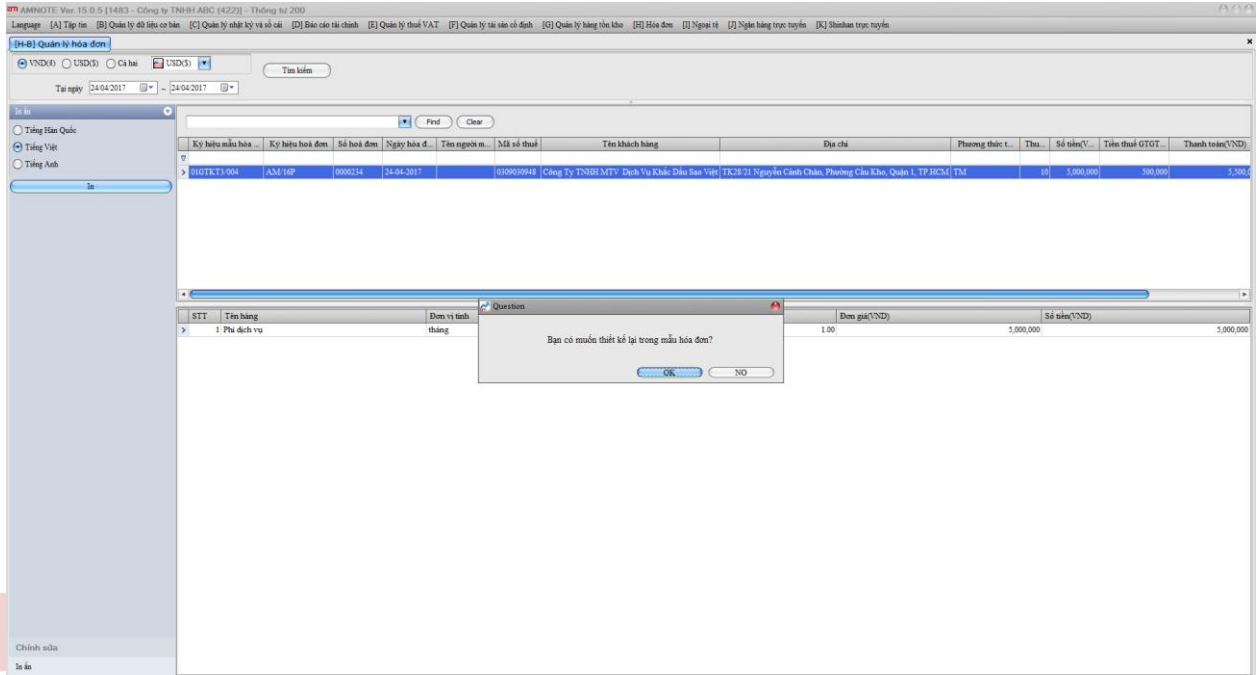 AMNOTE Ver.15.0.5 [1483 - Công ty TNHH ABC (422)] - Thông tư 200
Language [A] Tập tin [B] Quản lý dữ liệu cơ bản [C] Quản lý nhật ký và sổ cái [D] Báo cáo tài chính [E] Quản lý thuế VAT [F] Quản lý tài sản cố định [G] Quản lý hàng tồn kho [H] Hóa đơn [I] Ngoại tệ [J] Ngân hàng trực tuyến [K] Shinhan trực tuyến
[H-B] Quản lý hóa đơn
VND(đ) USD($) Cả hai USD($)
Tìm kiếm
Tại ngày 24/04/2017 ~ 24/04/2017
In ấn
Tiếng Hàn Quốc
Tiếng Việt
Tiếng Anh
In
Find Clear
Ký hiệu mẫu hóa ... Ký hiệu hoá đơn Số hoá đơn Ngày hóa đ... Tên người m... Mã số thuế Tên khách hàng Địa chỉ Phương thức t... Thu... Số tiền(V... Tiền thuế GTGT... Thanh toán(VND)
01GTKT3/004 AM/16P 0000234 24-04-2017 0309030948 Công Ty TNHH MTV Dịch Vụ Khắc Dấu Sao Việt TK28/21 Nguyễn Cảnh Chân, Phường Cầu Kho, Quận 1, TP.HCM TM 10 5,000,000 500,000 5,500,0
STT Tên hàng Đơn vị tính Đơn giá(VND) Số tiền(VND)
1 Phí dịch vụ tháng 1.00 5,000,000 5,000,000
Question
Bạn có muốn thiết kế lại trong mẫu hóa đơn?
OK NO
Chỉnh sửa
In ấn